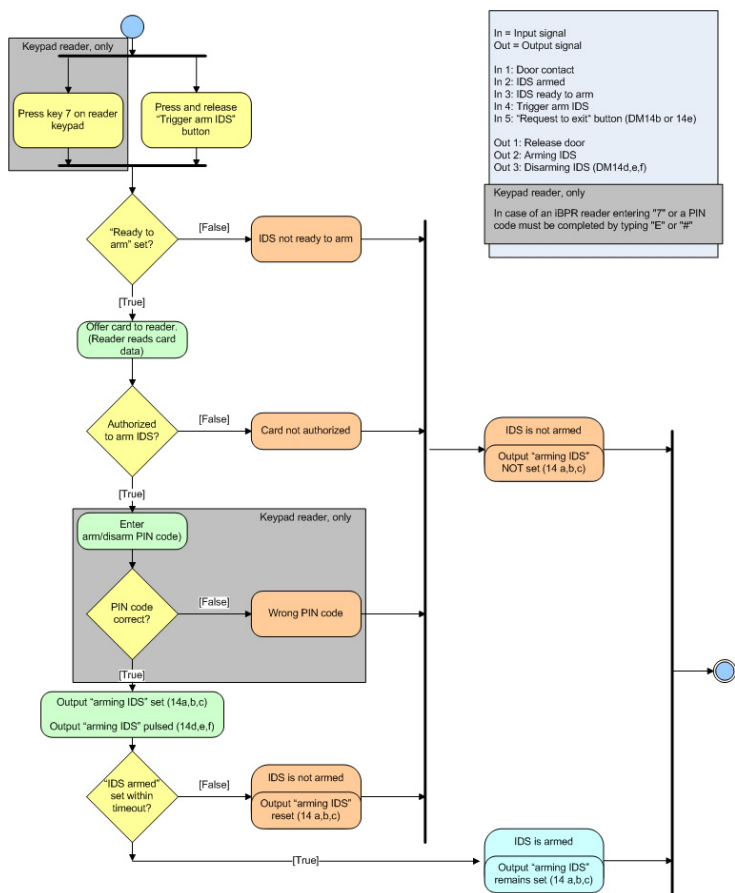 Keypad reader, only
Press key 7 on reader
keypad
Press and release
“Trigger arm IDS”
button
In = Input signal
Out = Output signal
In 1: Door contact
In 2: IDS armed
In 3: IDS ready to arm
In 4: Trigger arm IDS
In 5: “Request to exit” button (DM14b or 14e)
Out 1: Release door
Out 2: Arming IDS
Out 3: Disarming IDS (DM14d,e,f)
Keypad reader, only
In case of an iBPR reader entering "7" or a PIN
code must be completed by typing "E" or "#"
“Ready to
arm” set?
[False]
IDS not ready to arm
[True]
Offer card to reader.
(Reader reads card
data)
Authorized
to arm IDS?
[False]
Card not authorized
[True]
IDS is not armed
Output “arming IDS”
NOT set (14 a,b,c)
Keypad reader, only
Enter
arm/disarm PIN code)
PIN code
correct?
[False]
Wrong PIN code
[True]
Output “arming IDS” set (14a,b,c)
Output “arming IDS” pulsed (14d,e,f)
“IDS armed”
set within
timeout?
[False]
IDS is not armed
Output “arming IDS”
reset (14 a,b,c)
[True]
IDS is armed
Output “arming IDS”
remains set (14 a,b,c)